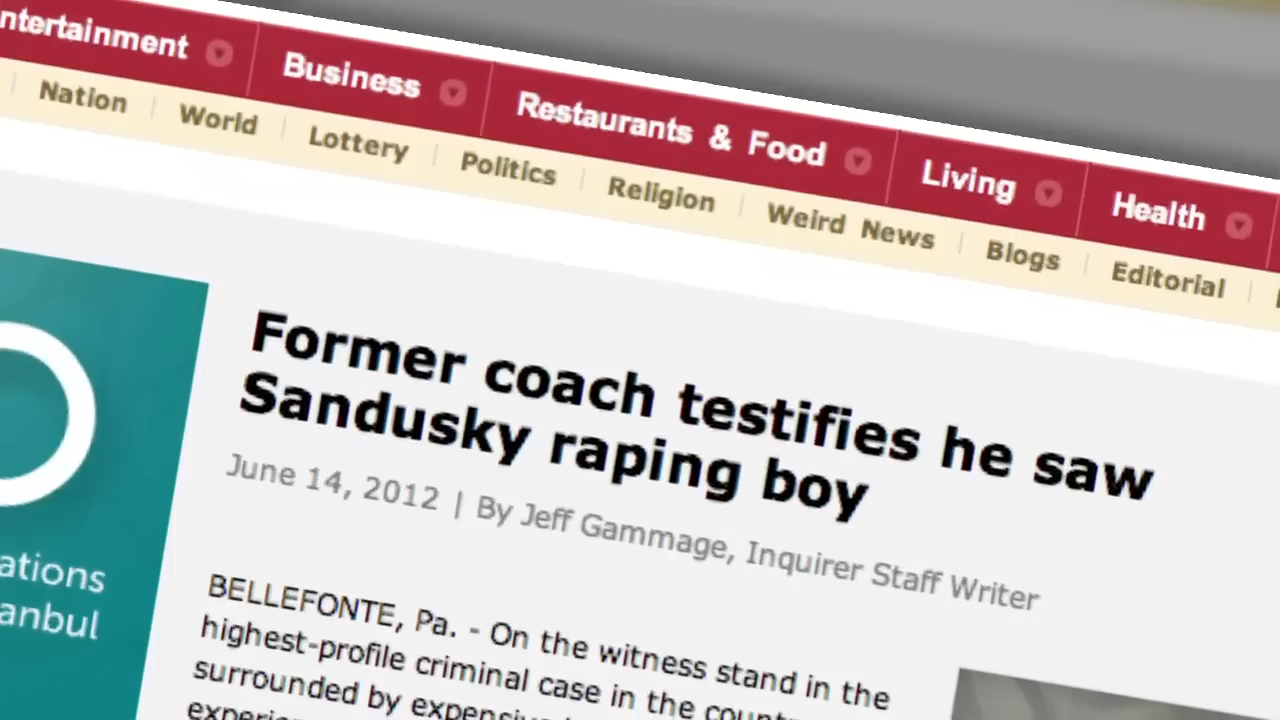 ntertainment Business Restaurants & Food Living Health
Nation World Lottery Politics Religion Weird News Blogs Editorial
Former coach testifies he saw
Sandusky raping boy
June 14, 2012 | By Jeff Gammage, Inquirer Staff Writer
ations
anbul
BELLEFONTE, Pa. - On the witness stand in the
highest-profile criminal case in the
surrounded by